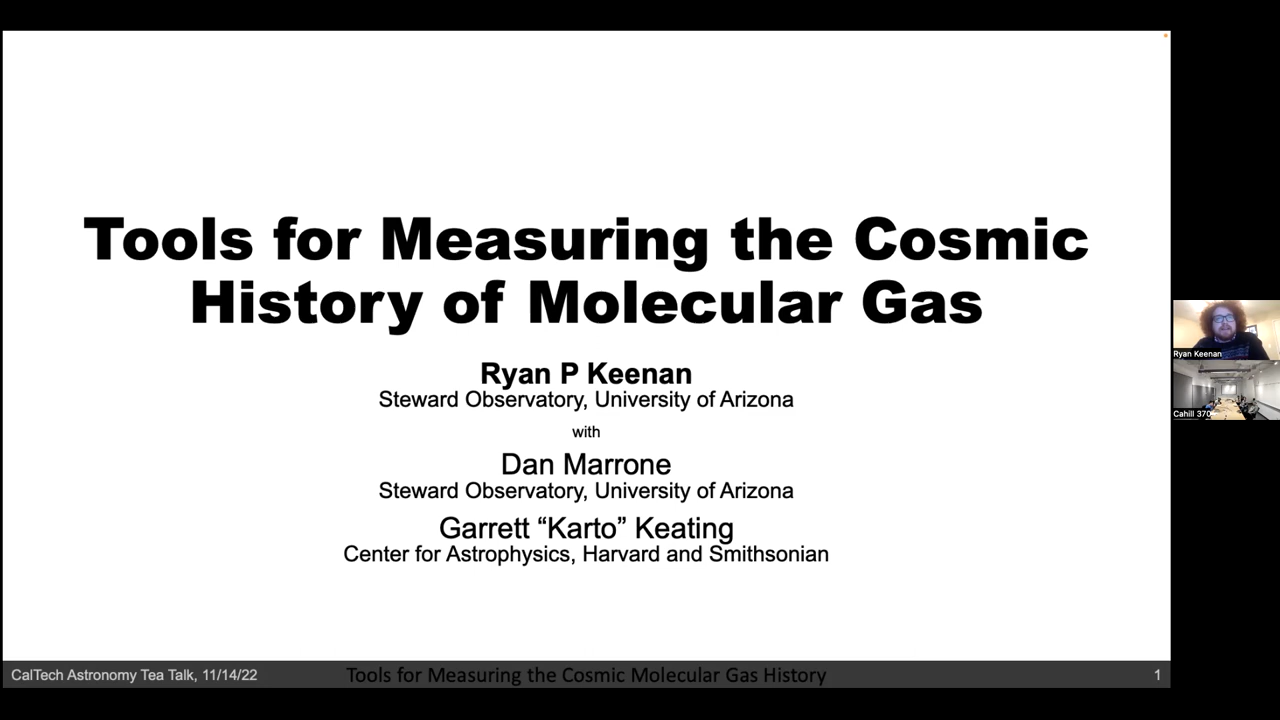 Tools for Measuring the Cosmic
History of Molecular Gas
Ryan P Keenan
Steward Observatory, University of Arizona
with
Dan Marrone
Steward Observatory, University of Arizona
Garrett “Karto” Keating
Center for Astrophysics, Harvard and Smithsonian
CalTech Astronomy Tea Talk, 11/14/22
Tools for Measuring the Cosmic Molecular Gas History
1
Ryan Keenan
Cahill 370